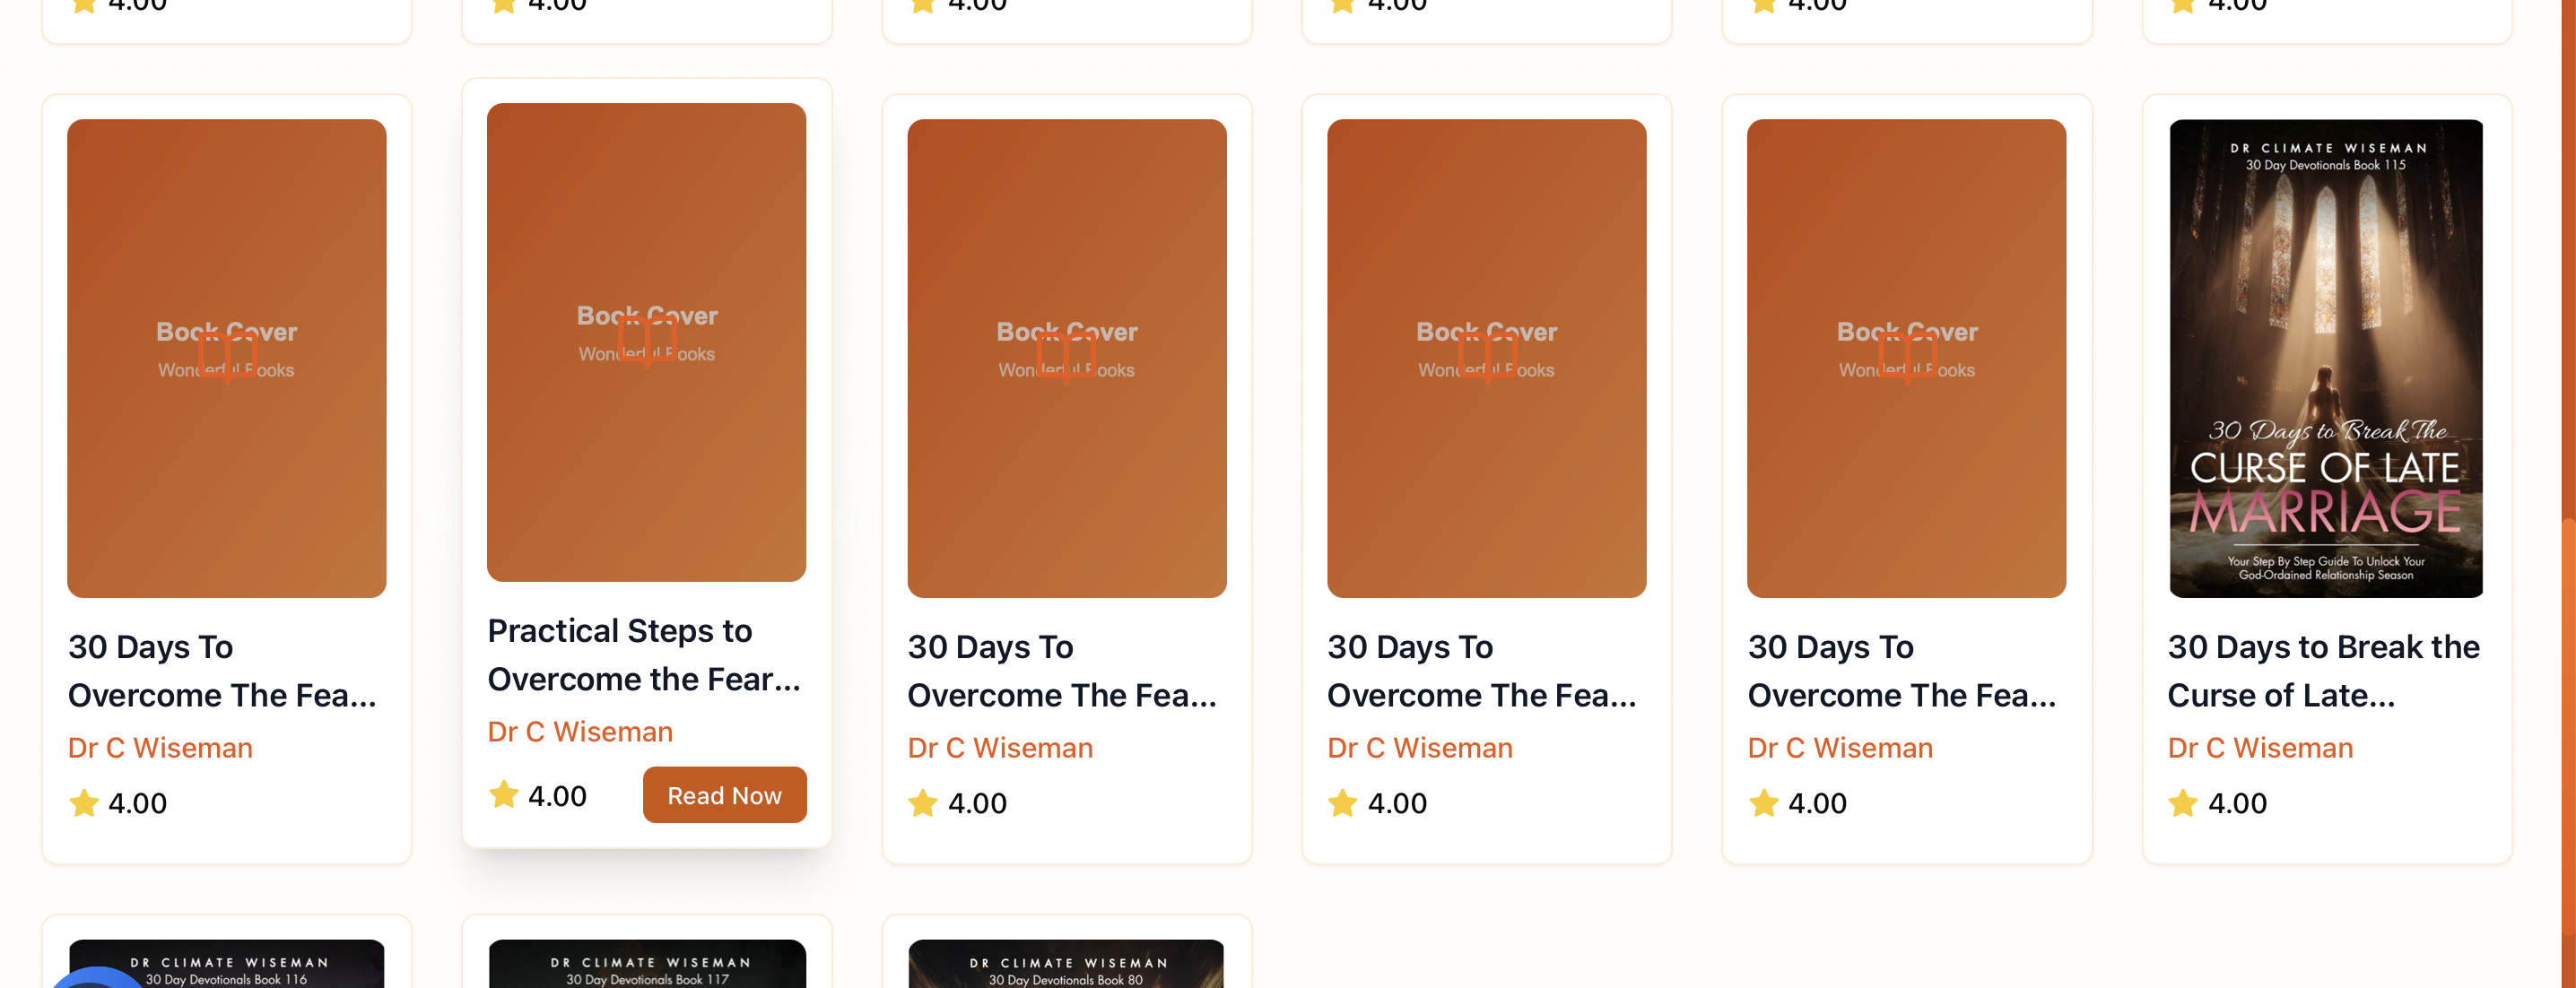 4.00
4.00
4.00
4.00
4.00
4.00
Book Cover
Wonderful Books
30 Days To
Overcome The Fea...
Dr C Wiseman
4.00
Book Cover
Wonderful Books
Practical Steps to
Overcome the Fear...
Dr C Wiseman
4.00
Read Now
Book Cover
Wonderful Books
30 Days To
Overcome The Fea...
Dr C Wiseman
4.00
Book Cover
Wonderful Books
30 Days To
Overcome The Fea...
Dr C Wiseman
4.00
Book Cover
Wonderful Books
30 Days To
Overcome The Fea...
Dr C Wiseman
4.00
DR CLIMATE WISEMAN
30 Day Devotionals Book 115
30 Days to Break The
CURSE OF LATE
MARRIAGE
Your Step By Step Guide To Unlock Your
God-Ordained Relationship Season
30 Days to Break the
Curse of Late...
Dr C Wiseman
4.00
DR CLIMATE WISEMAN
30 Day Devotionals Book 116
DR CLIMATE WISEMAN
30 Day Devotionals Book 117
DR CLIMATE WISEMAN
30 Day Devotionals Book 80